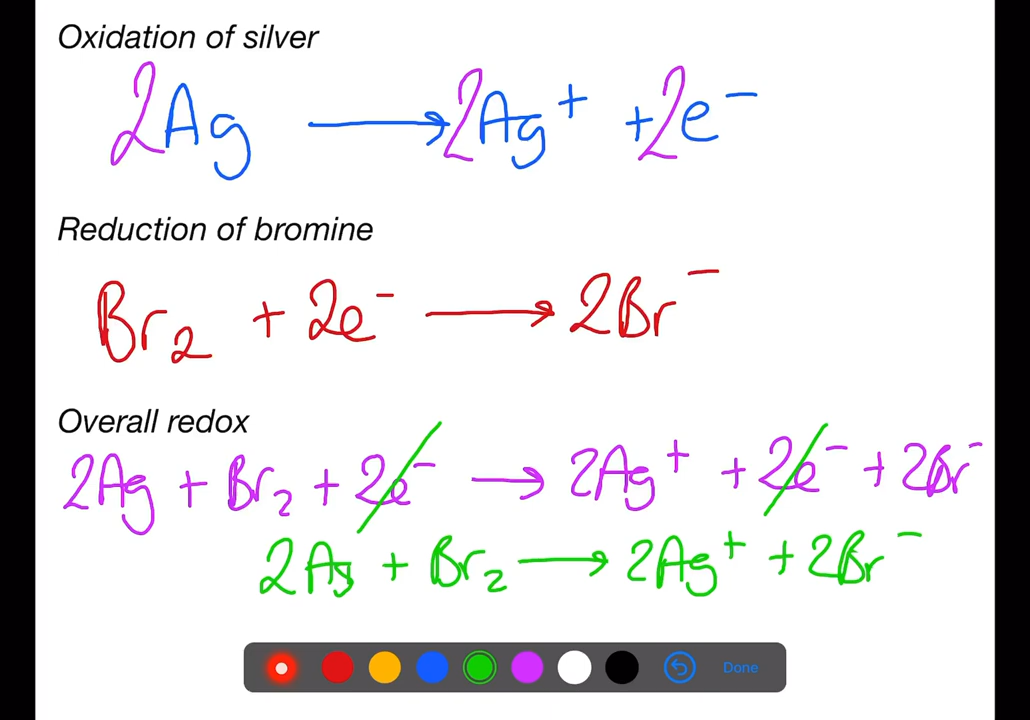 Oxidation of silver
2Ag ⟶ 2Ag⁺ + 2e⁻
Reduction of bromine
Br₂ + 2e⁻ ⟶ 2Br⁻
Overall redox
2Ag + Br₂ + 2e⁻ ⟶ 2Ag⁺ + 2e⁻ + 2Br⁻
2Ag + Br₂ ⟶ 2Ag⁺ + 2Br⁻
Done